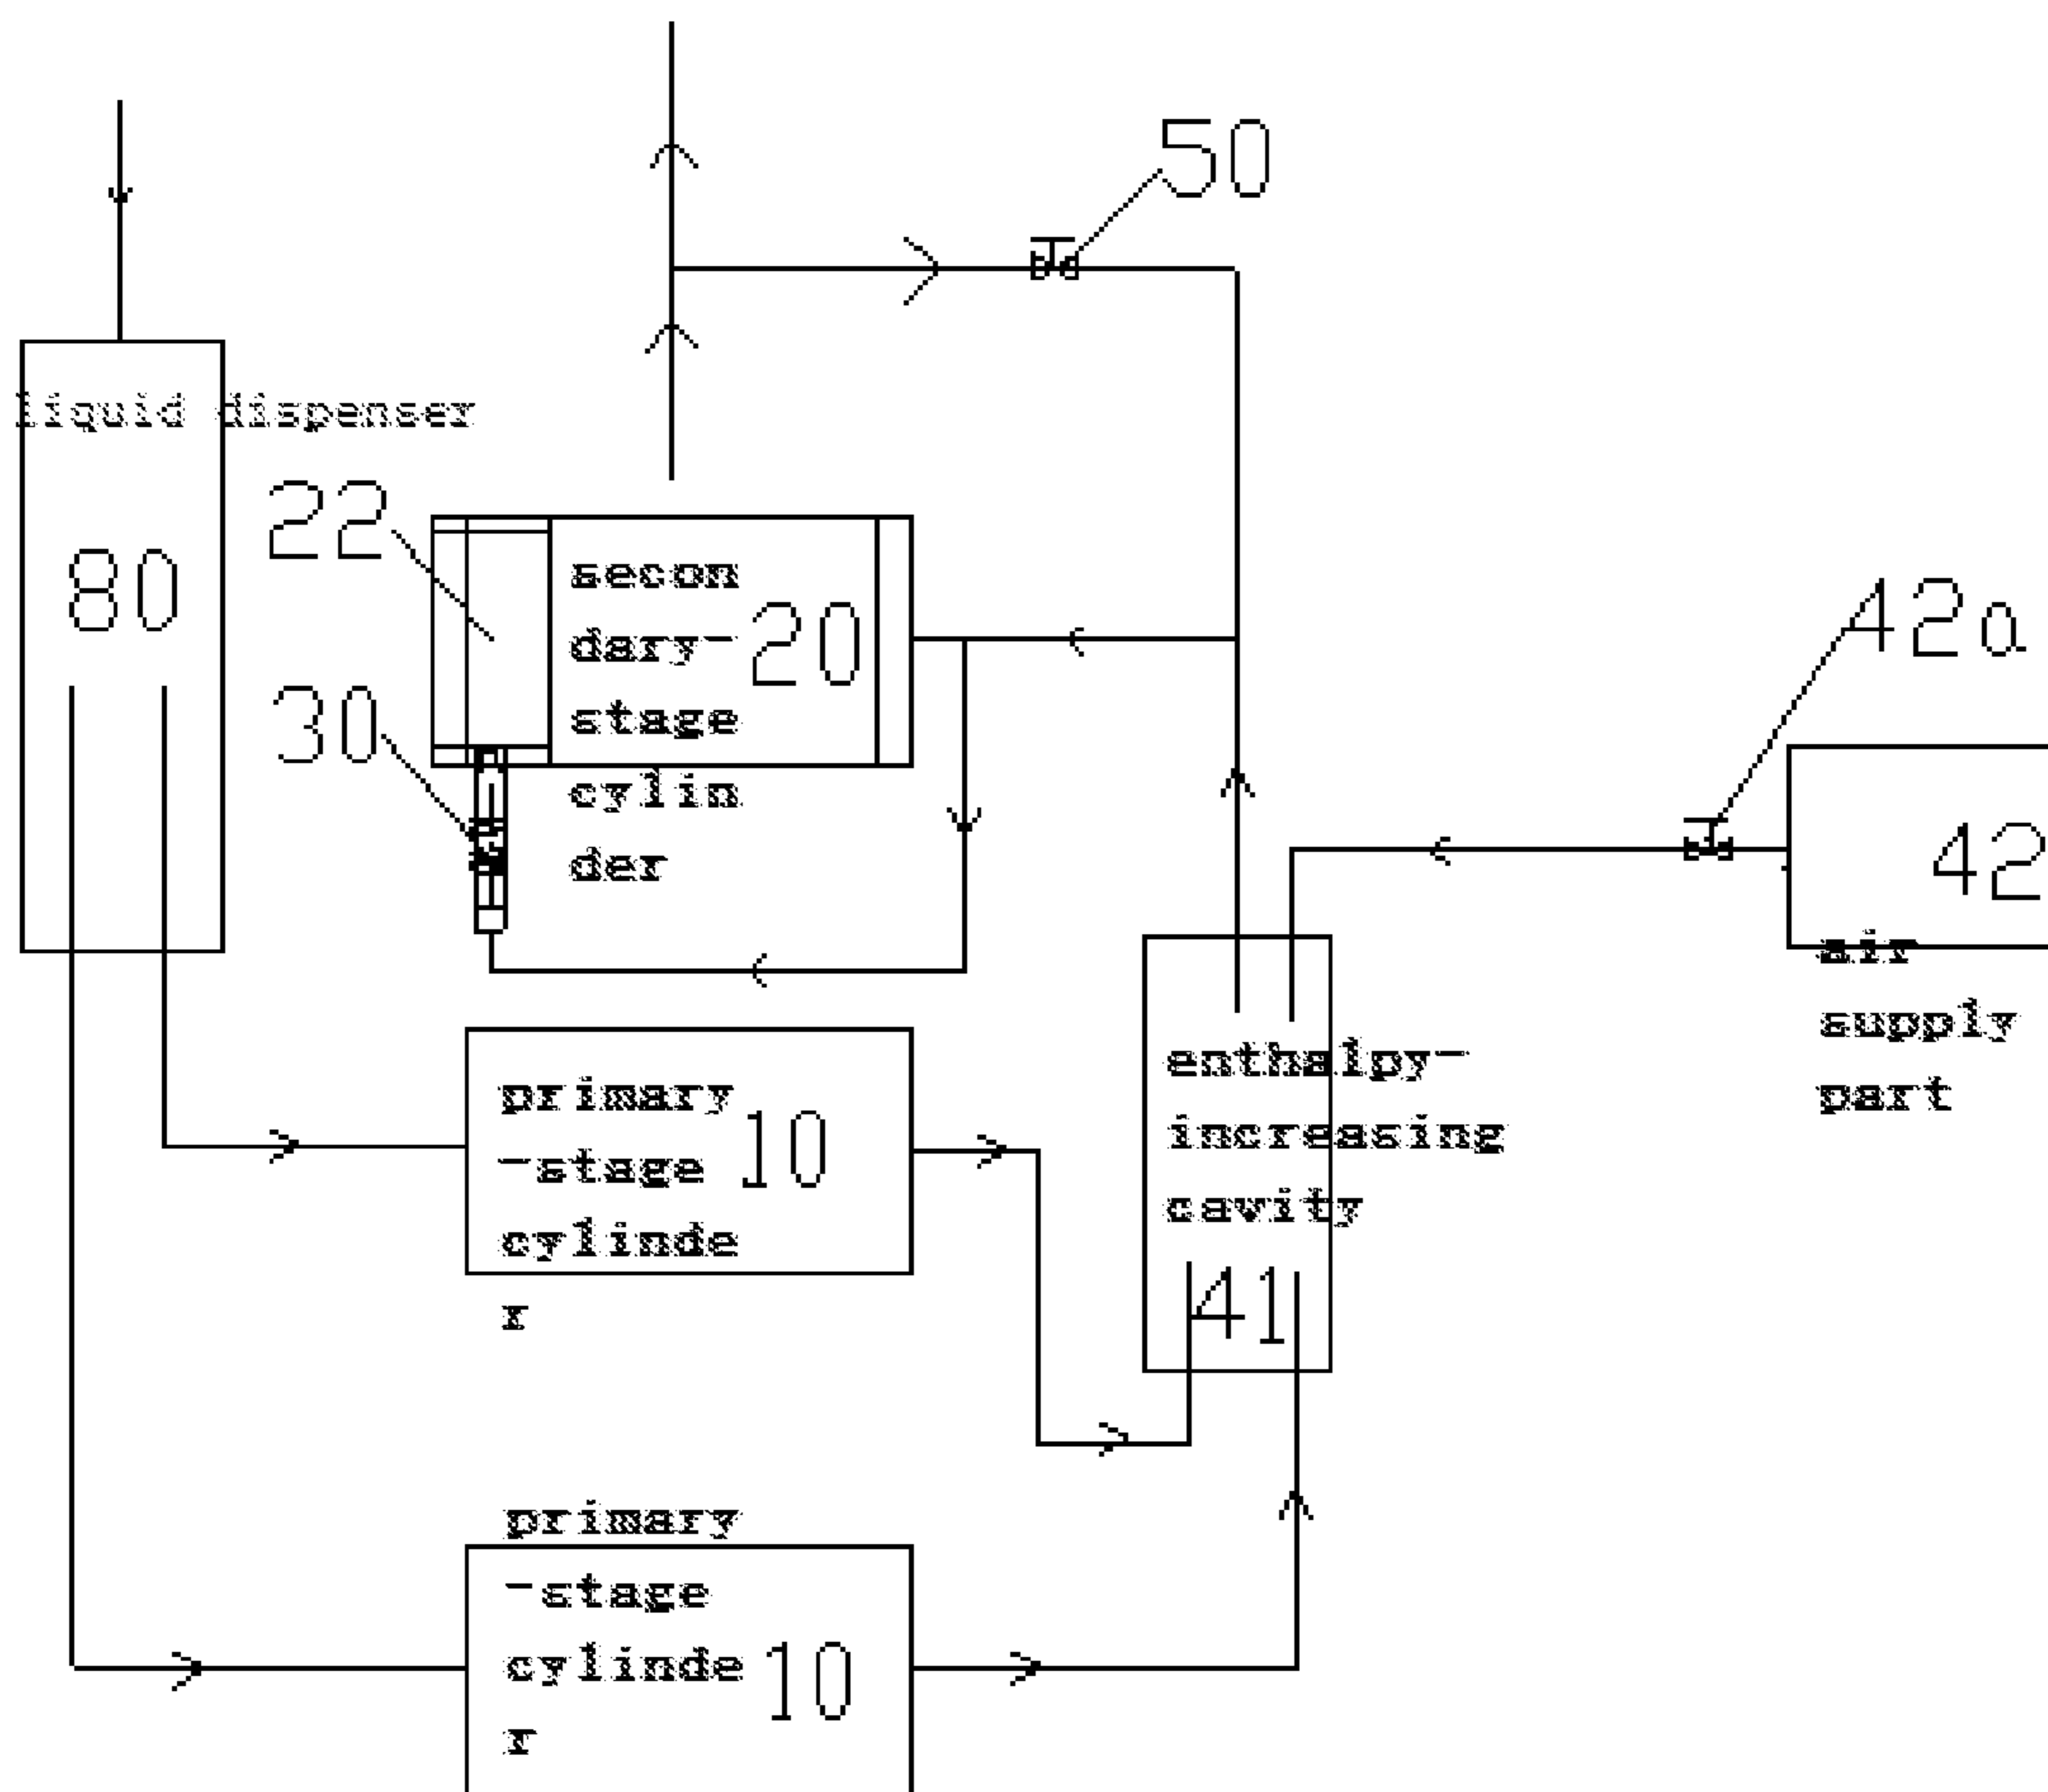 50
liquid dispenser
22
80
secon
dary-
stage
cylin
der
20
30
42a
42
air
supply
part
enthalpy-
increasing
cavity
41
primary
-stage
cylinde
r
10
primary
-stage
cylinde
r
10